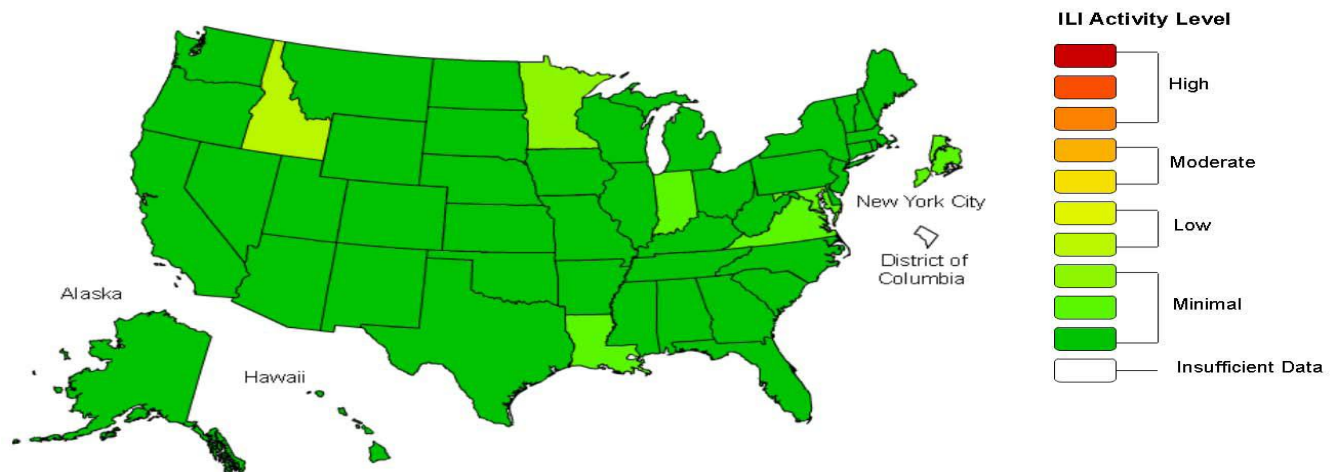 ILI Activity Level
High
Moderate
Low
Minimal
Insufficient Data
New York City
District of
Columbia
Alaska
Hawaii